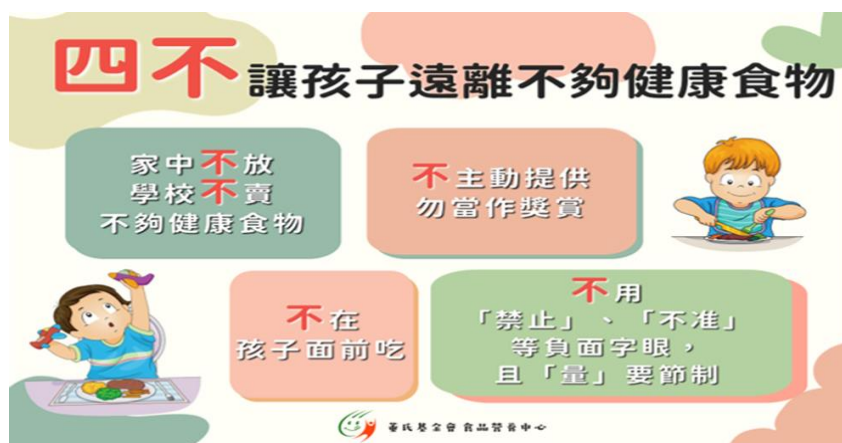 四不 讓孩子遠離不夠健康食物
家中不放
學校不賣
不夠健康食物
不主動提供
勿當作獎賞
不在
孩子面前吃
不用
「禁止」、「不准」
等負面字眼，
且「量」要節制
董氏基金會 食品營養中心